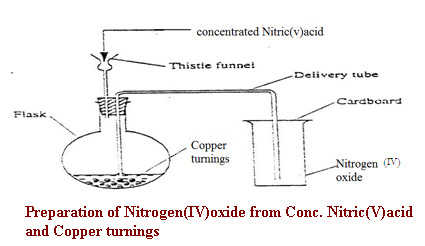 concentrated Nitric(v)acid
Thistle funnel
Delivery tube
Cardboard
Flask
Copper
turnings
Nitrogen (IV)
oxide
Preparation of Nitrogen(IV)oxide from Conc. Nitric(V)acid
and Copper turnings